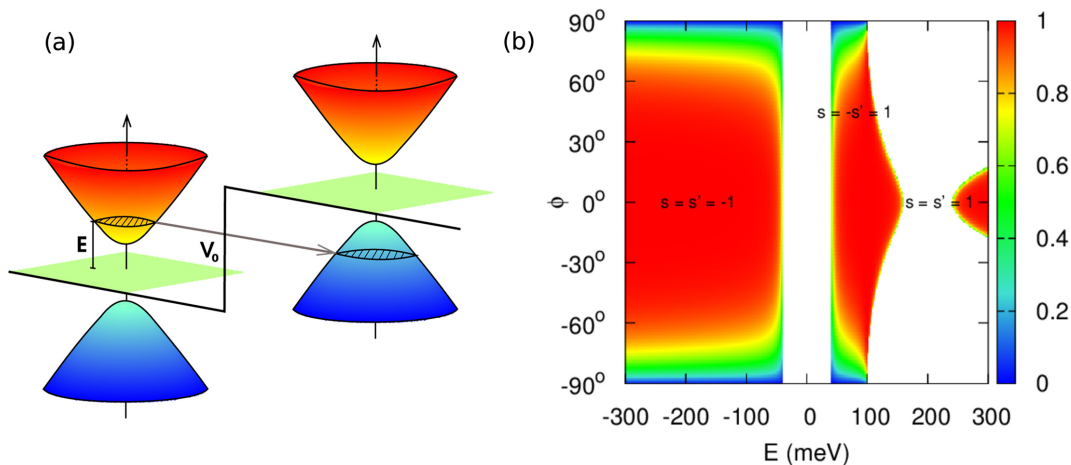 (a)
(b)
E
V₀
90°
60°
30°
ϕ 0°
-30°
-60°
-90°
s = -s' = 1
s = s' = -1
s = s' = 1
-300 -200 -100 0 100 200 300
E (meV)
1
0.8
0.6
0.4
0.2
0